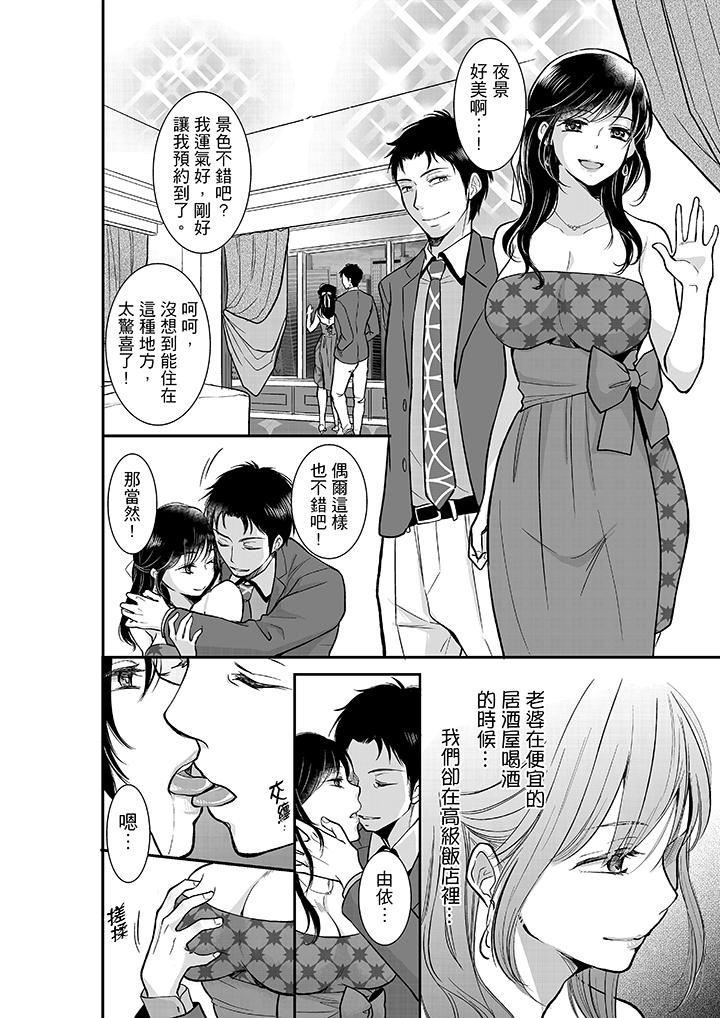 夜景
好美啊…！
景色不錯吧？
我運氣好，剛好
讓我預約到了。
呵呵，
沒想到能住在
這種地方，
太驚喜了！
偶爾這樣
也不錯吧！
那當然！
老婆在便宜的
居酒屋喝酒
的時候…
我們卻在高級飯店裡…
由依…
交纏…
嗯…
搓揉